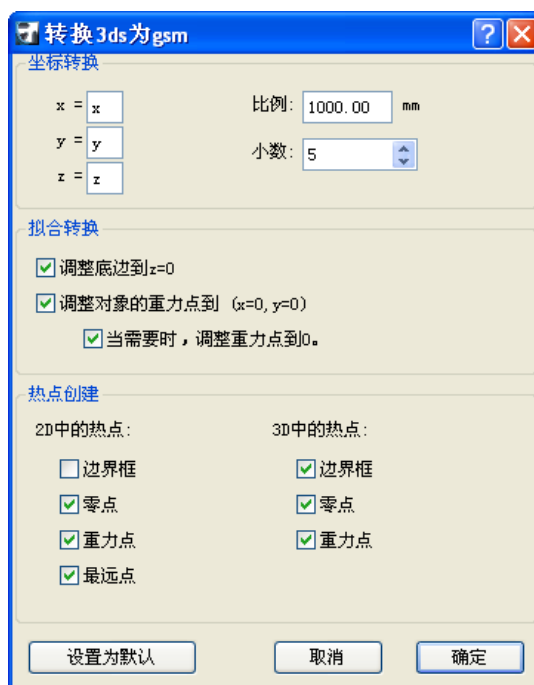 转换3ds为gsm
坐标转换
x = x 比例: 1000.00 mm
y = y 小数: 5
z = z
拟合转换
调整底边到z=0
调整对象的重力点到 (x=0, y=0)
当需要时，调整重力点到0。
热点创建
2D中的热点: 3D中的热点:
边界框 边界框
零点 零点
重力点 重力点
最远点
设置为默认 取消 确定